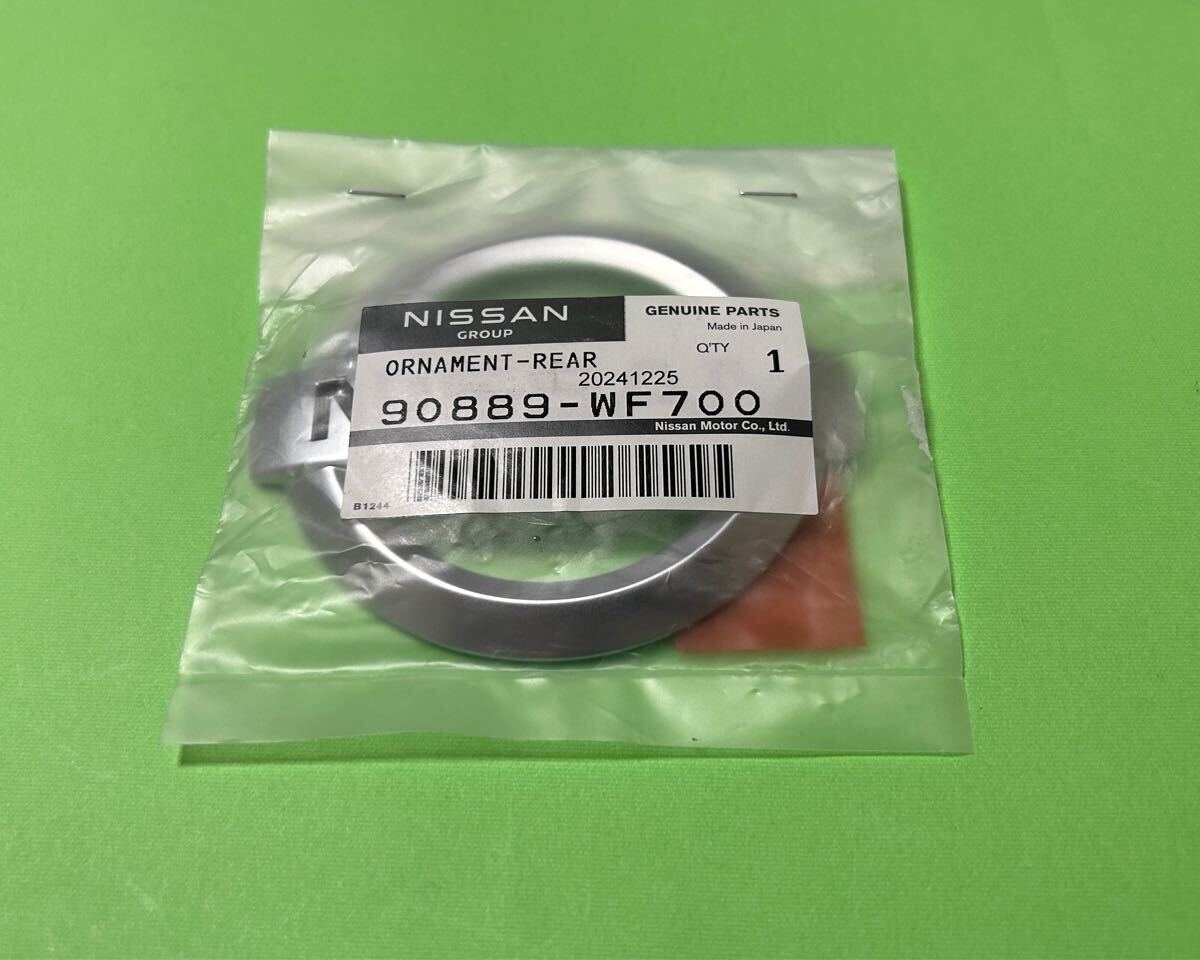 NISSAN
GROUP
GENUINE PARTS
Made in Japan
ORNAMENT-REAR
Q'TY 1
20241225
90889-WF700
Nissan Motor Co., Ltd.
B1244
N